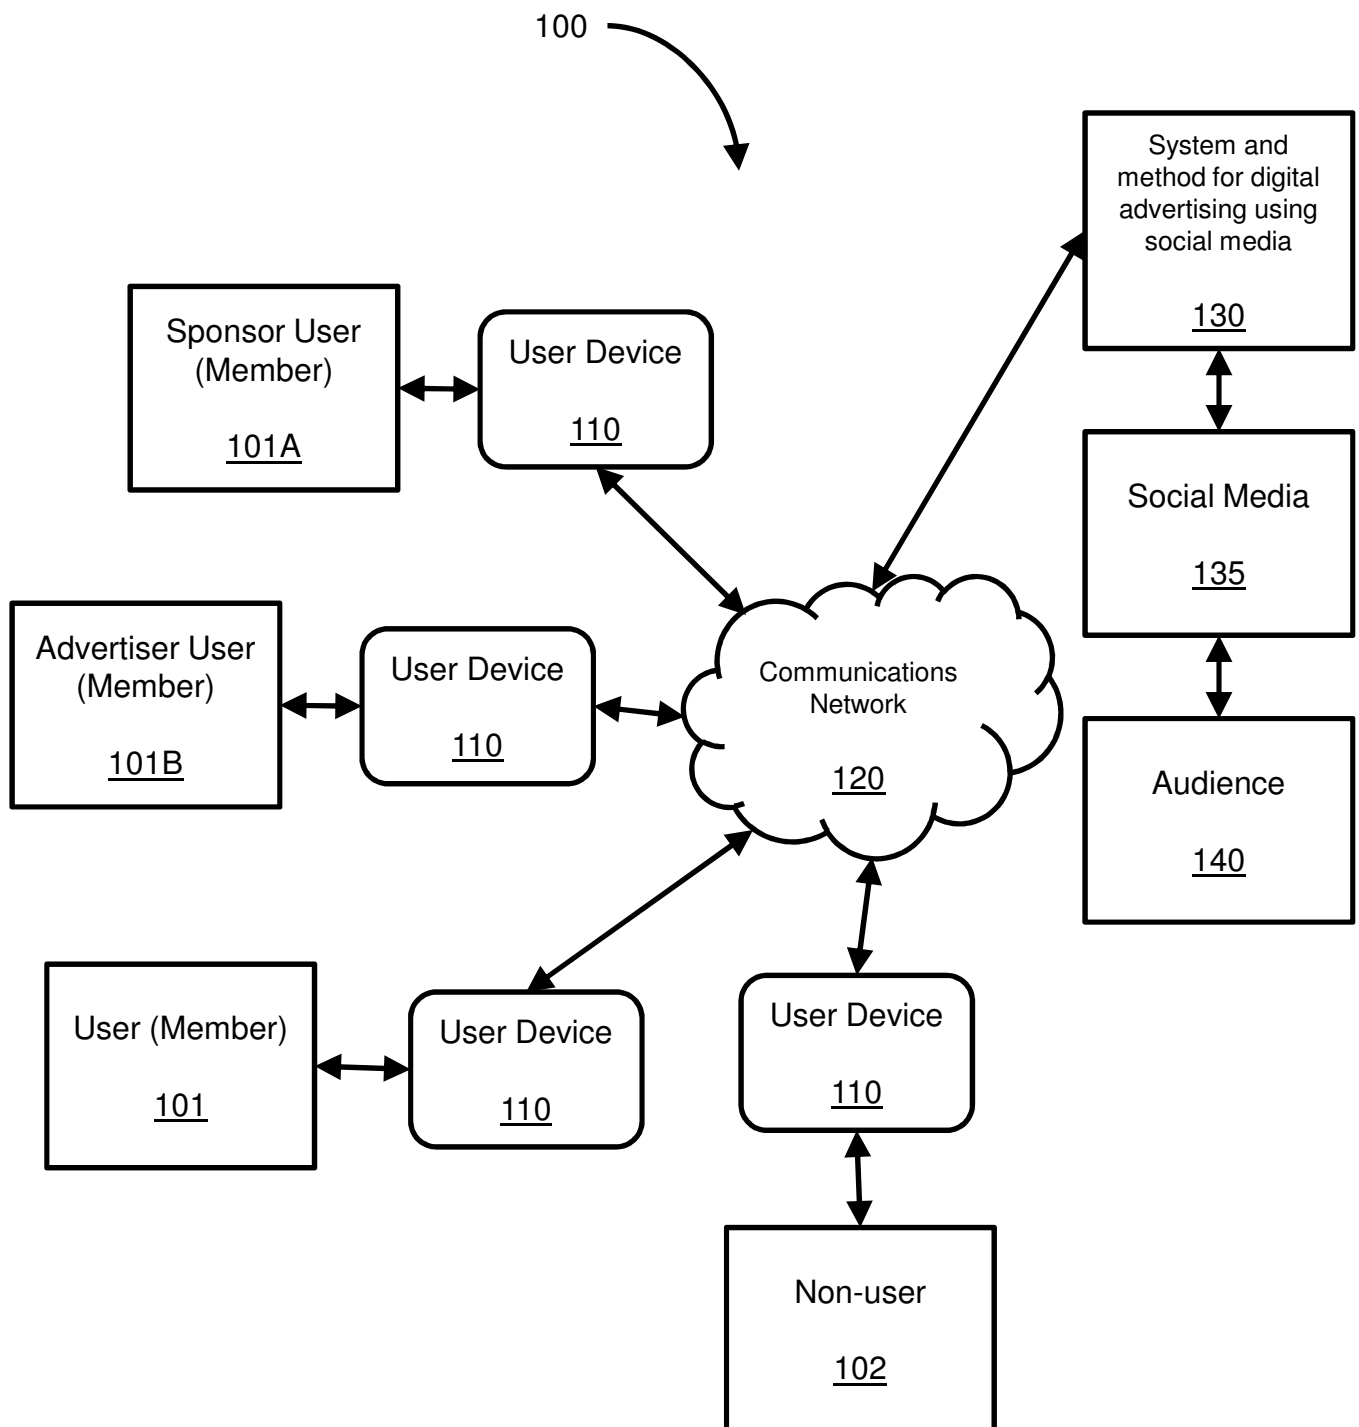 100
System and
method for digital
advertising using
social media
130
Sponsor User
(Member)
101A
User Device
110
Social Media
135
Advertiser User
(Member)
101B
User Device
110
Communications
Network
120
Audience
140
User (Member)
101
User Device
110
User Device
110
Non-user
102